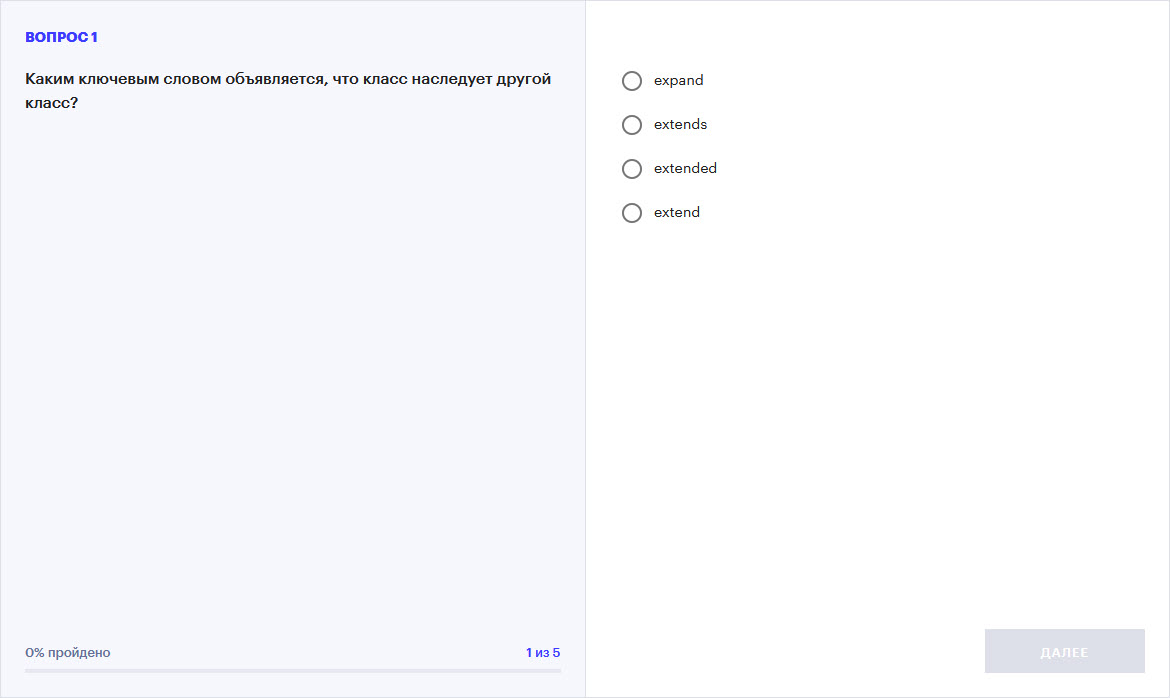 ВОПРОС 1
Каким ключевым словом объявляется, что класс наследует другой
класс?
expand
extends
extended
extend
0% пройдено
1 из 5
ДАЛЕЕ